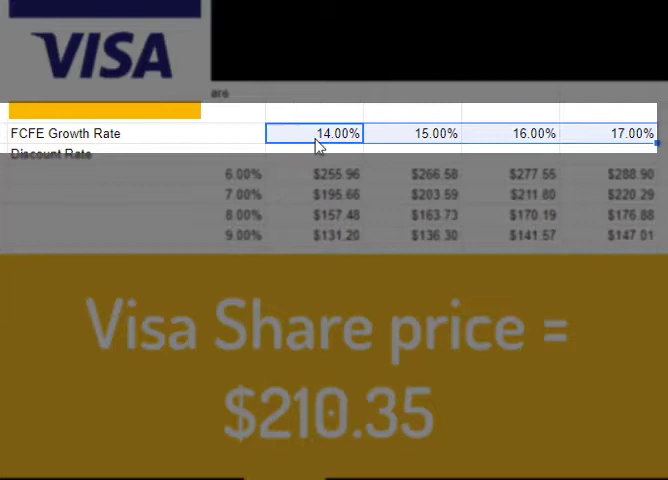 VISA
are
FCFE Growth Rate 14.00% 15.00% 16.00% 17.00%
Discount Rate
6.00% $255.96 $266.58 $277.55 $288.90
7.00% $195.66 $203.59 $211.80 $220.29
8.00% $157.48 $163.73 $170.19 $176.88
9.00% $131.20 $136.30 $141.57 $147.01
Visa Share price =
$210.35